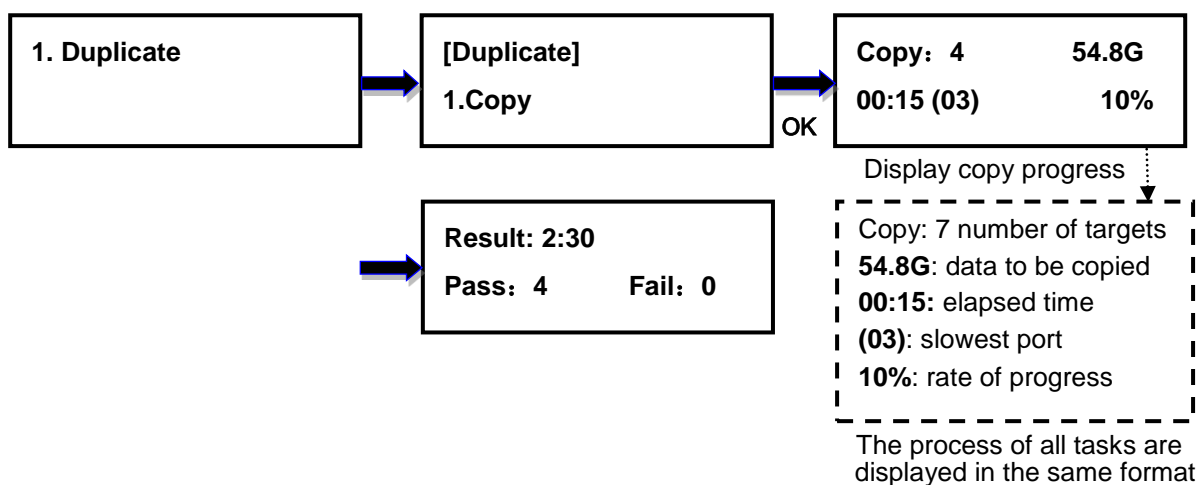 1. Duplicate
[Duplicate]
1.Copy
OK
Copy：4 54.8G
00:15 (03) 10%
Display copy progress
Result: 2:30
Pass：4 Fail：0
Copy: 7 number of targets
54.8G: data to be copied
00:15: elapsed time
(03): slowest port
10%: rate of progress
The process of all tasks are
displayed in the same format